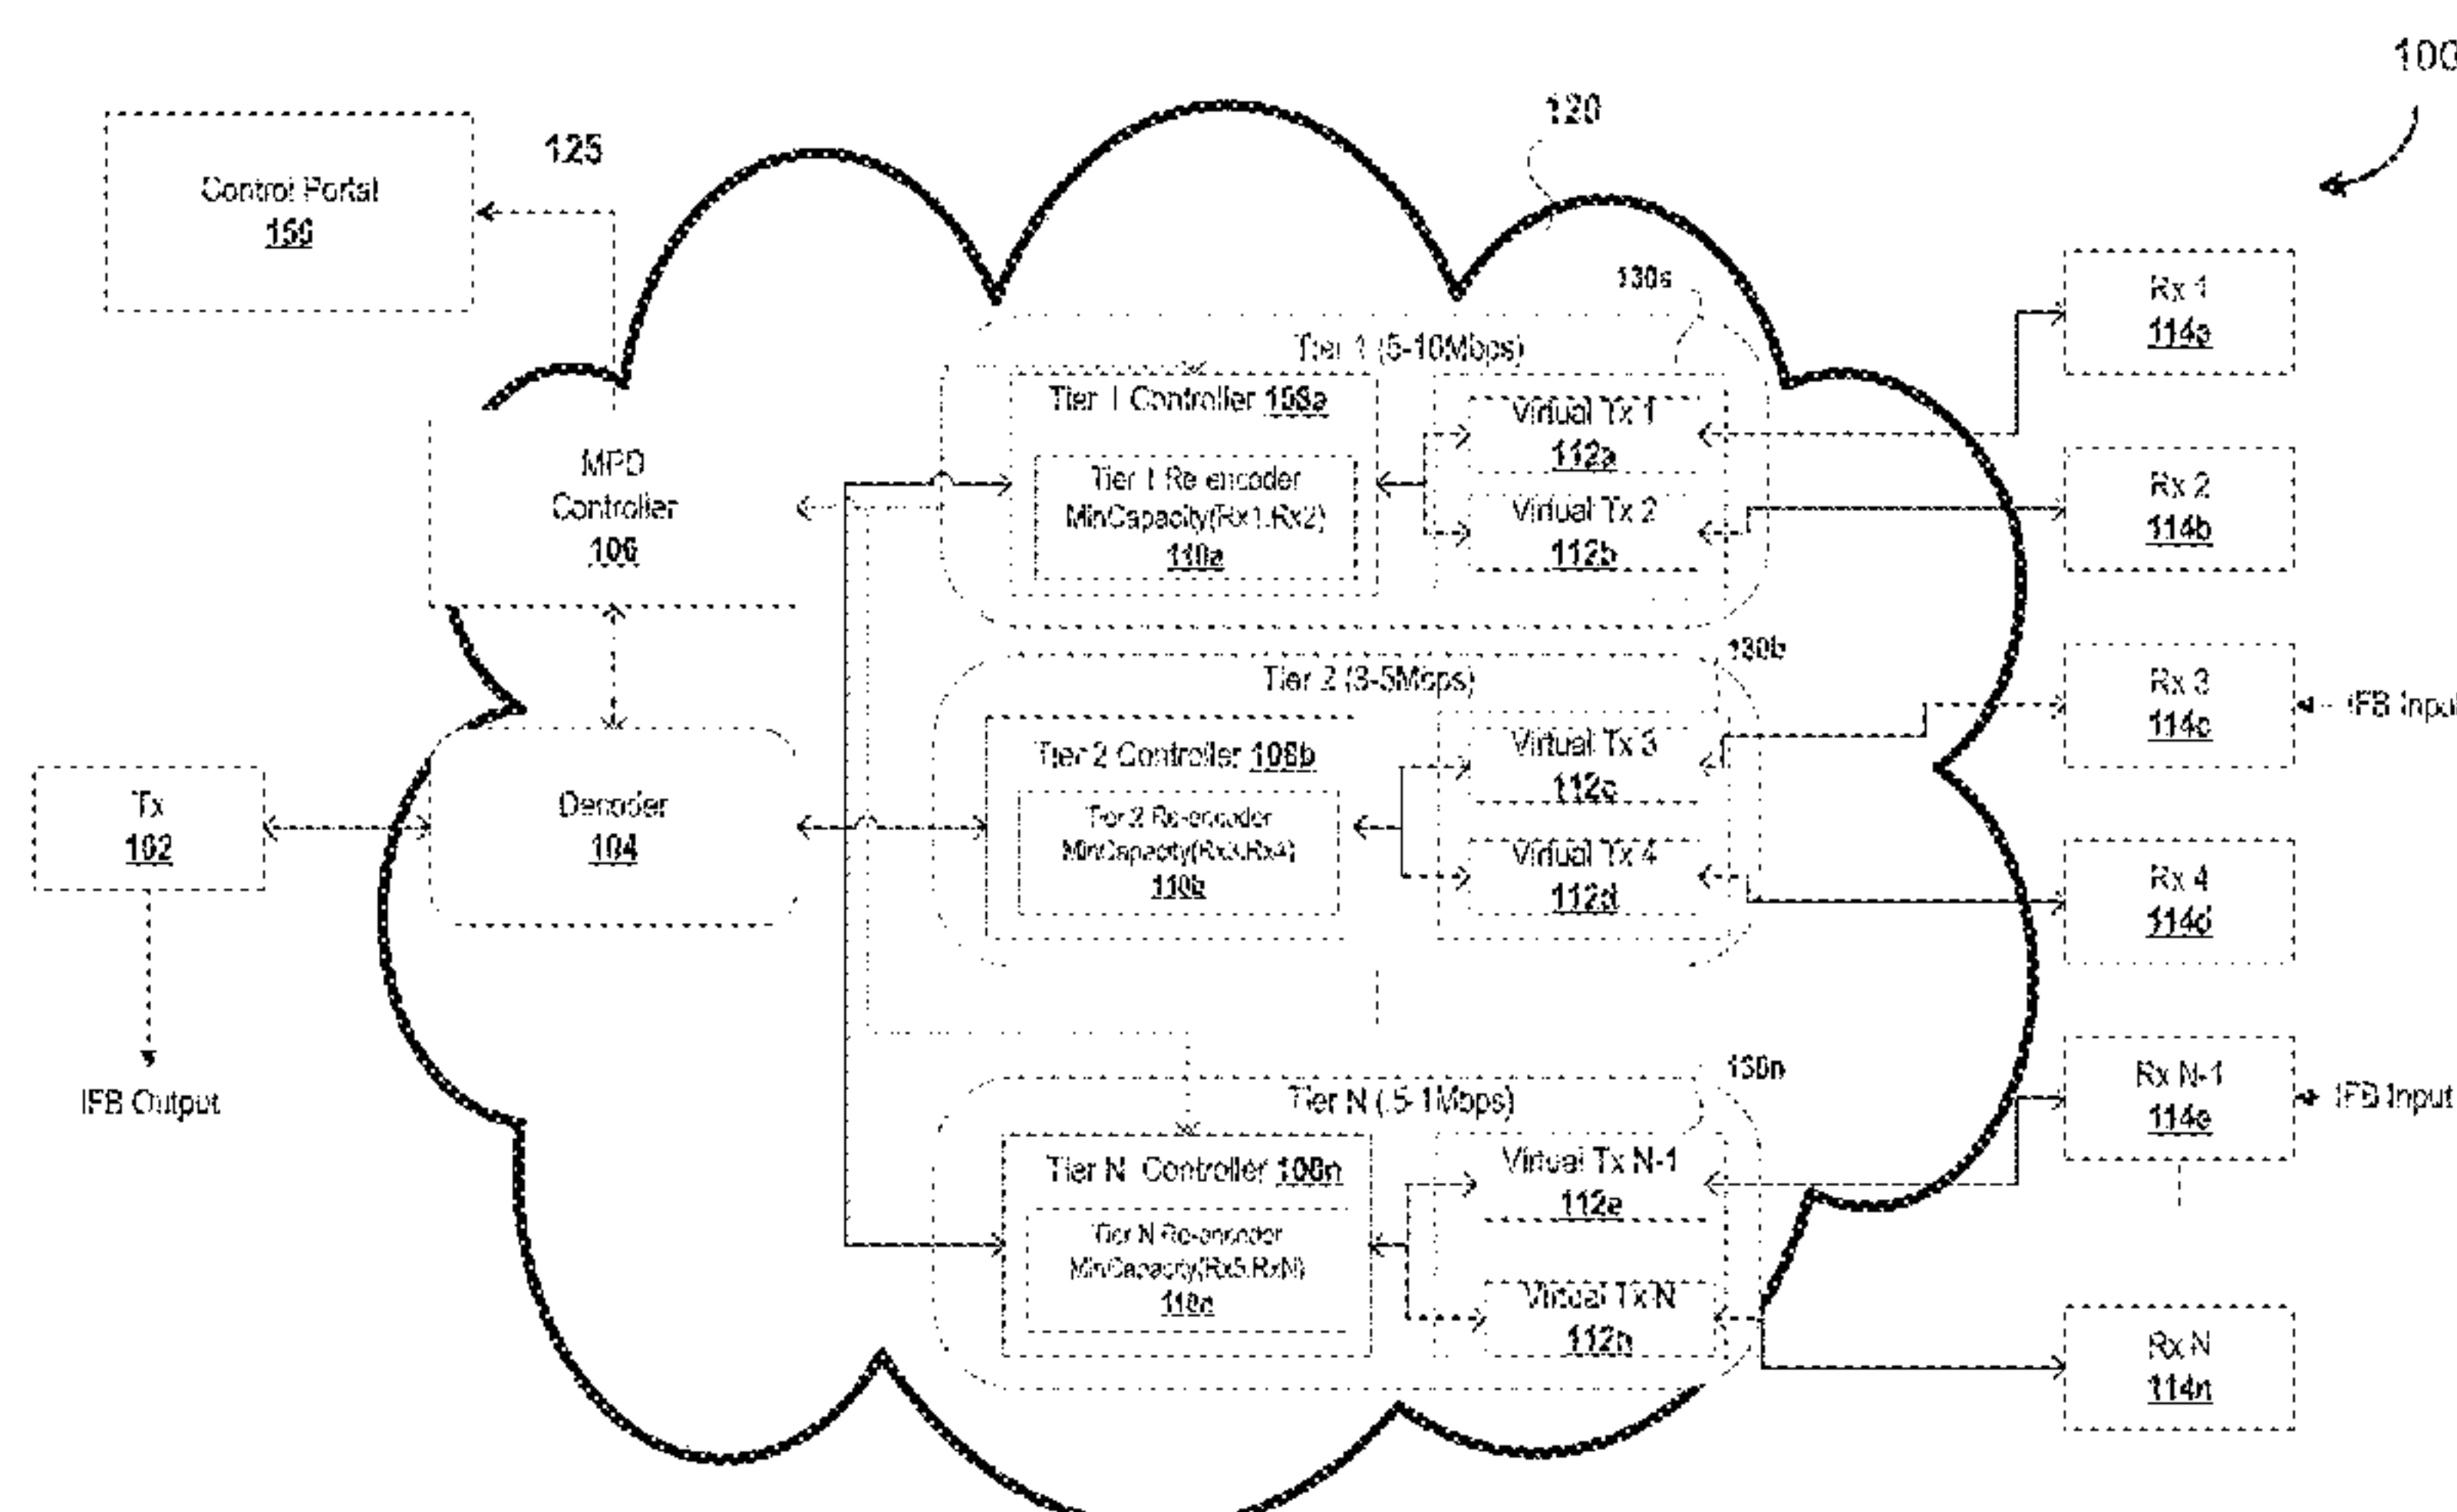 100
120
125
Control Portal
150
130a
Rx 1
114a
Tier 1 (5-10Mbps)
Tier 1 Controller 108a
Virtual Tx 1
112a
MPD
Controller
106
Tier 1 Re-encoder
MinCapacity(Rx1,Rx2)
110a
Virtual Tx 2
112b
Rx 2
114b
130b
Tier 2 (3-5Mbps)
Rx 3
114c
IFB Input
Tier 2 Controller 108b
Virtual Tx 3
112c
Tx
102
Decoder
104
Tier 2 Re-encoder
MinCapacity(Rx3,Rx4)
110b
Virtual Tx 4
112d
Rx 4
114d
130n
Rx N-1
114e
IFB Input
IFB Output
Tier N (.5-1Mbps)
Tier N Controller 108n
Virtual Tx N-1
112e
Tier N Re-encoder
MinCapacity(Rx5,RxN)
110n
Virtual Tx N
112n
Rx N
114n